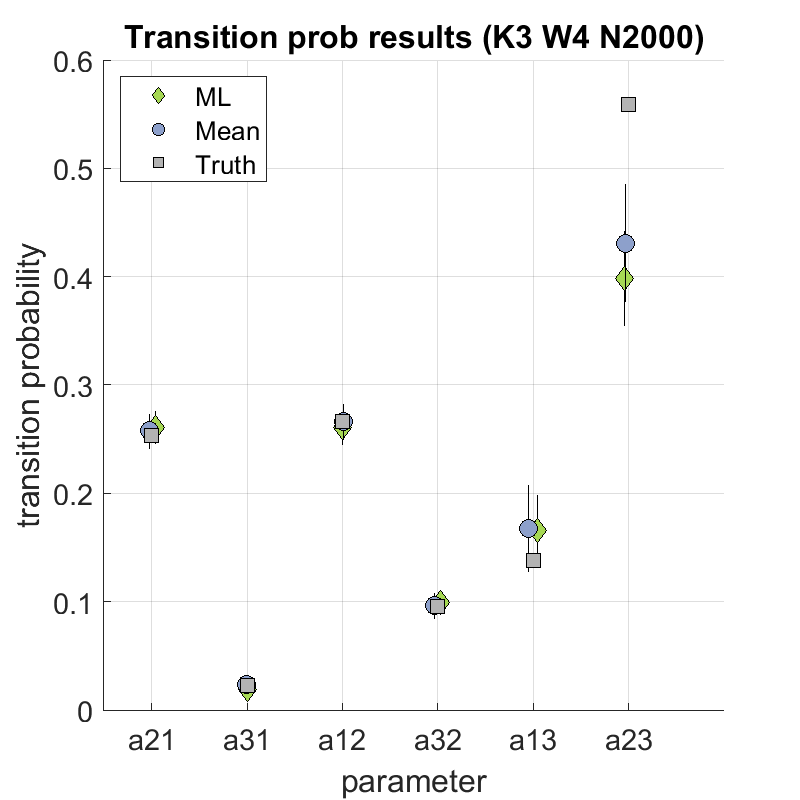 Transition prob results (K3 W4 N2000)
0.6
0.5
0.4
0.3
0.2
0.1
0
ML
Mean
Truth
transition probability
a21 a31 a12 a32 a13 a23
parameter